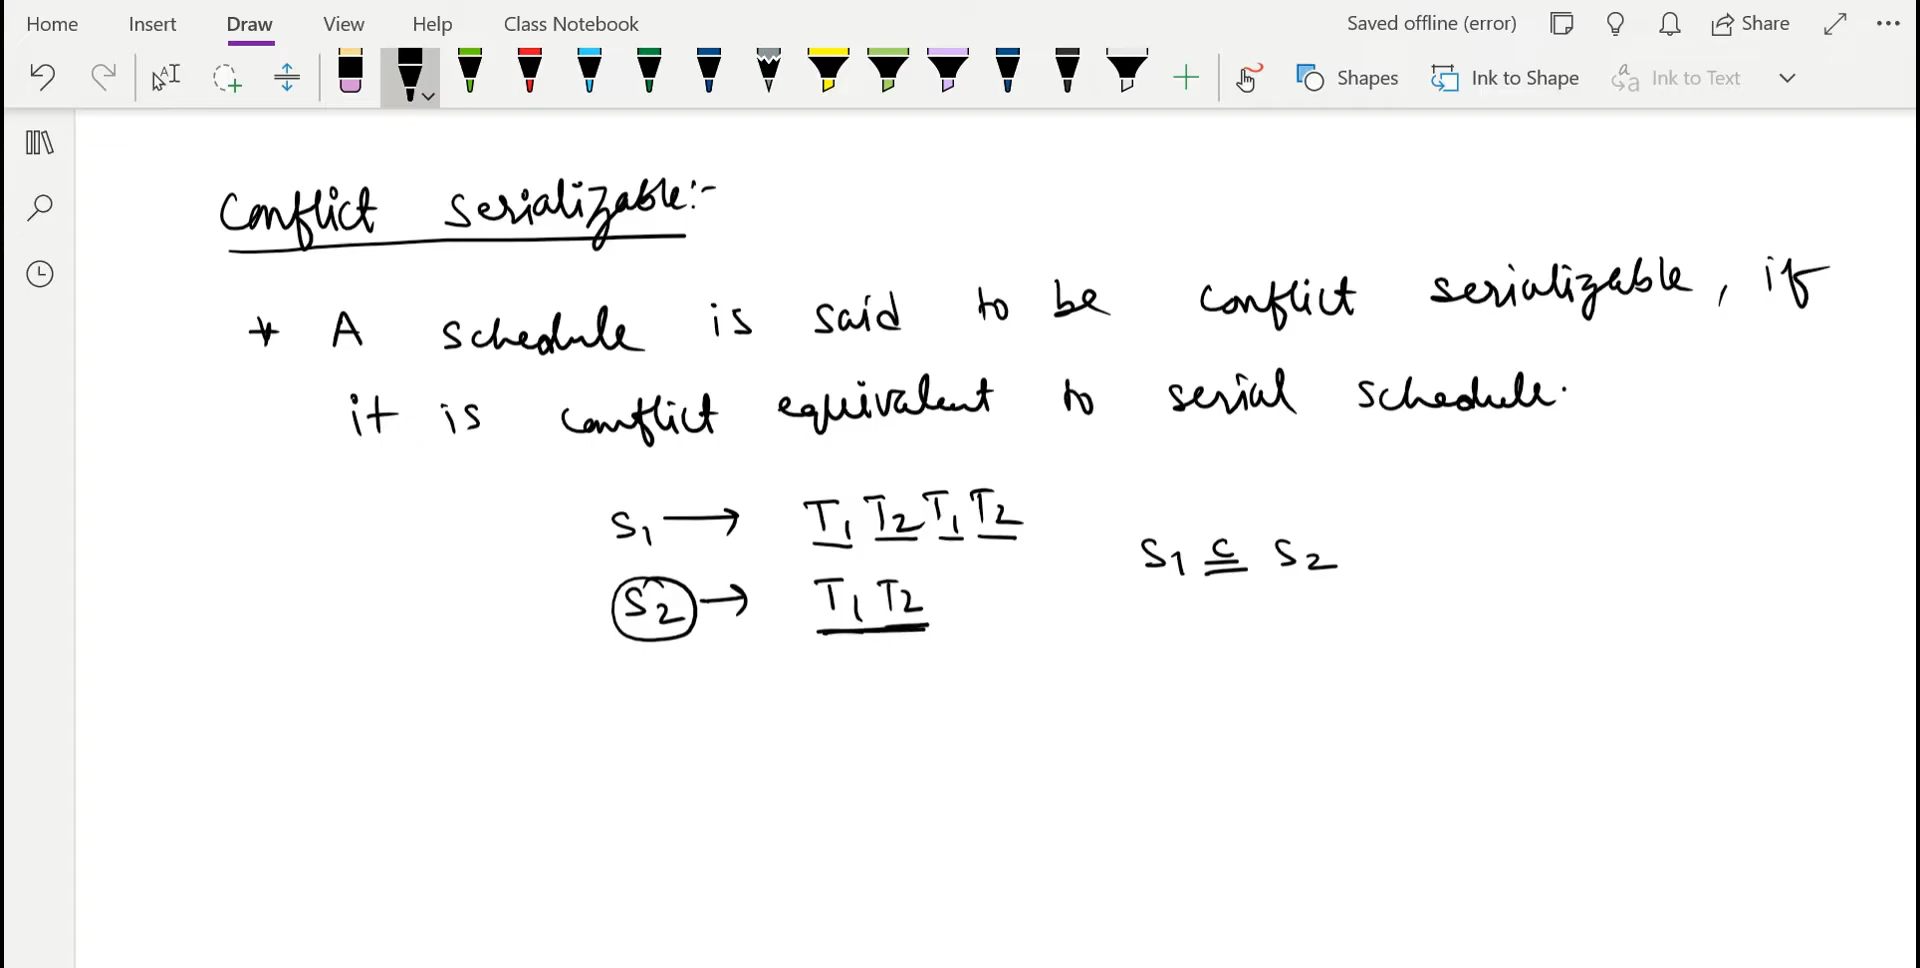 Home Insert Draw View Help Class Notebook Saved offline (error) Share
Shapes Ink to Shape Ink to Text
Conflict serializable:-
* A schedule is said to be conflict serializable, if
it is conflict equivalent to serial schedule.
S1 → T1 T2 T1 T2
S1 c= S2
S2 → T1 T2